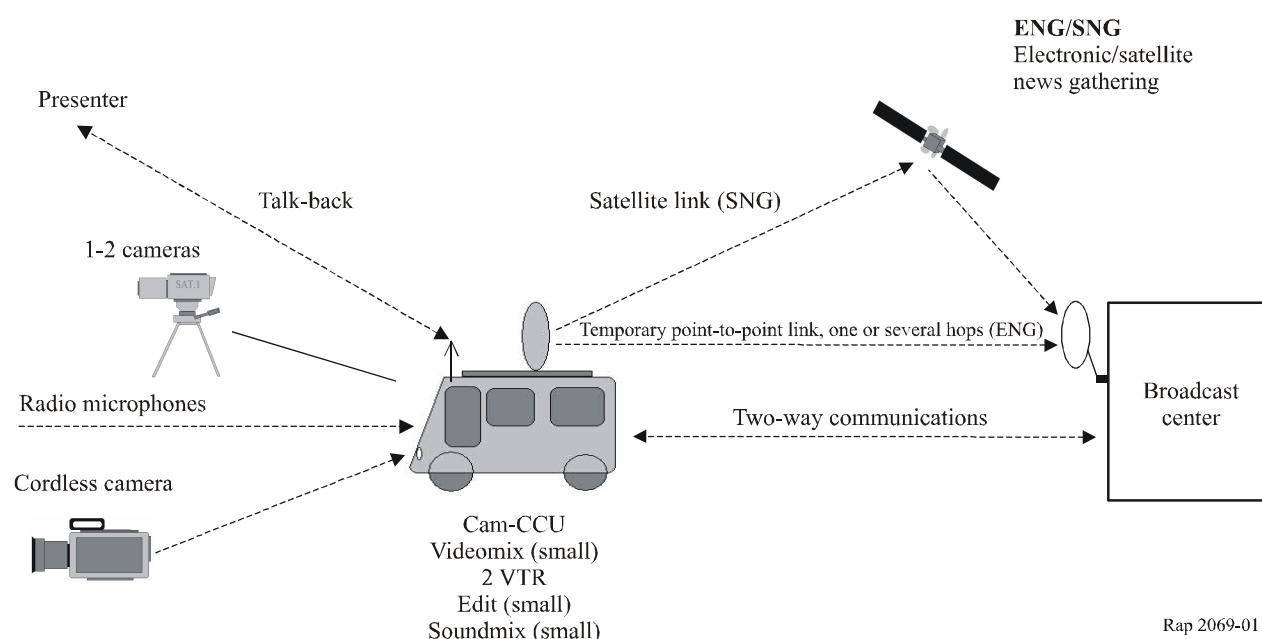 ENG/SNG
Electronic/satellite
news gathering
Presenter
Talk-back
Satellite link (SNG)
1-2 cameras
SAT.1
Temporary point-to-point link, one or several hops (ENG)
Radio microphones
Two-way communications
Broadcast
center
Cordless camera
Cam-CCU
Videomix (small)
2 VTR
Edit (small)
Soundmix (small)
Rap 2069-01